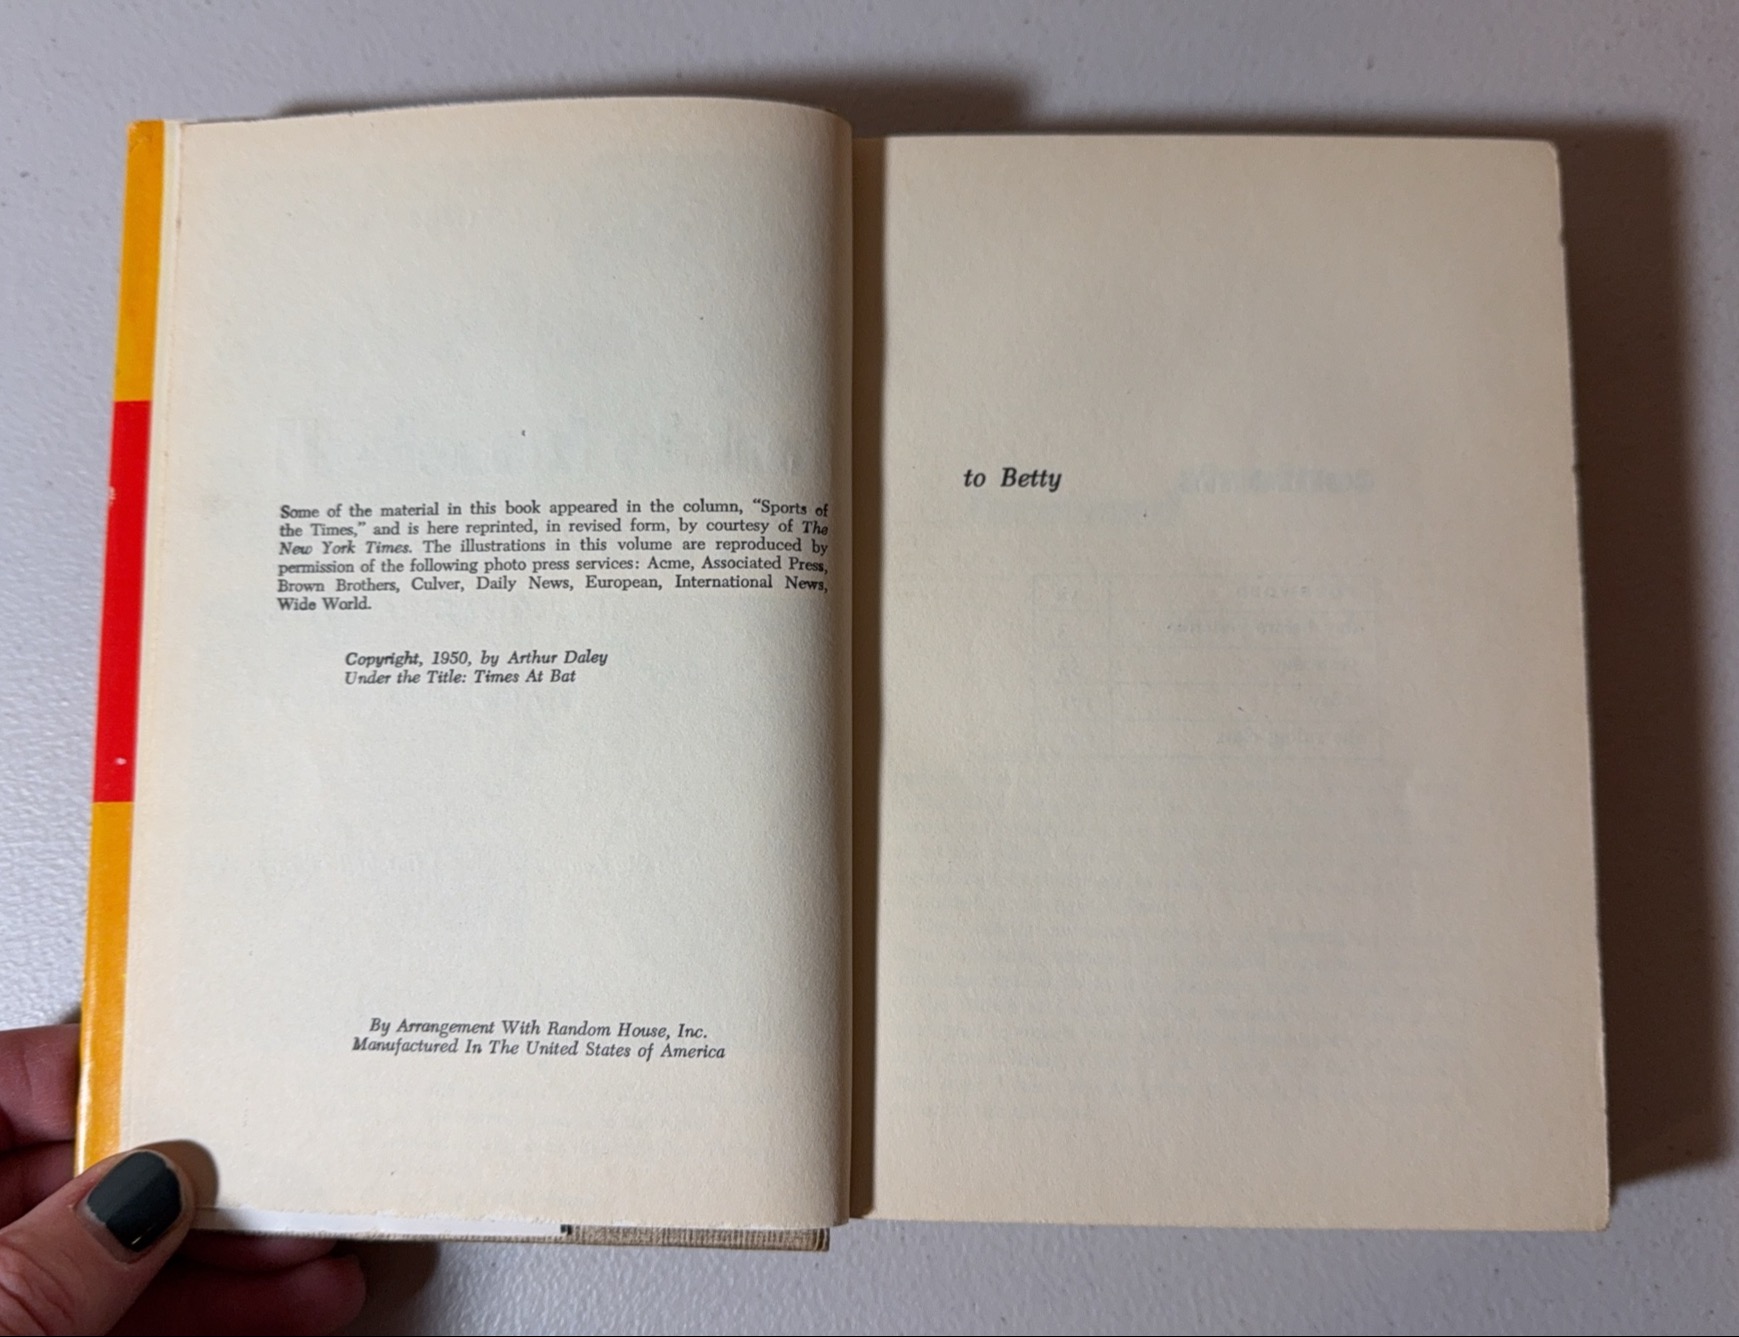 Some of the material in this book appeared in the column, “Sports of
the Times,” and is here reprinted, in revised form, by courtesy of The
New York Times. The illustrations in this volume are reproduced by
permission of the following photo press services: Acme, Associated Press,
Brown Brothers, Culver, Daily News, European, International News,
Wide World.
Copyright, 1950, by Arthur Daley
Under the Title: Times At Bat
By Arrangement With Random House, Inc.
Manufactured In The United States of America
to Betty